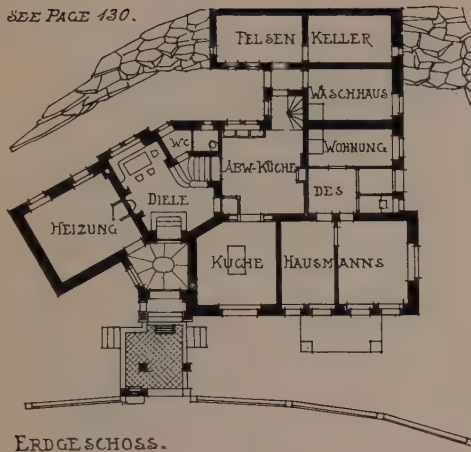 SEE PAGE 130.
FELSEN KELLER
WASCHHAUS
WC
WOHNUNG
ABW-KÜCHE
DES
DIELE
HEIZUNG
KÜCHE
HAUSMANNS
ERDGESCHOSS.